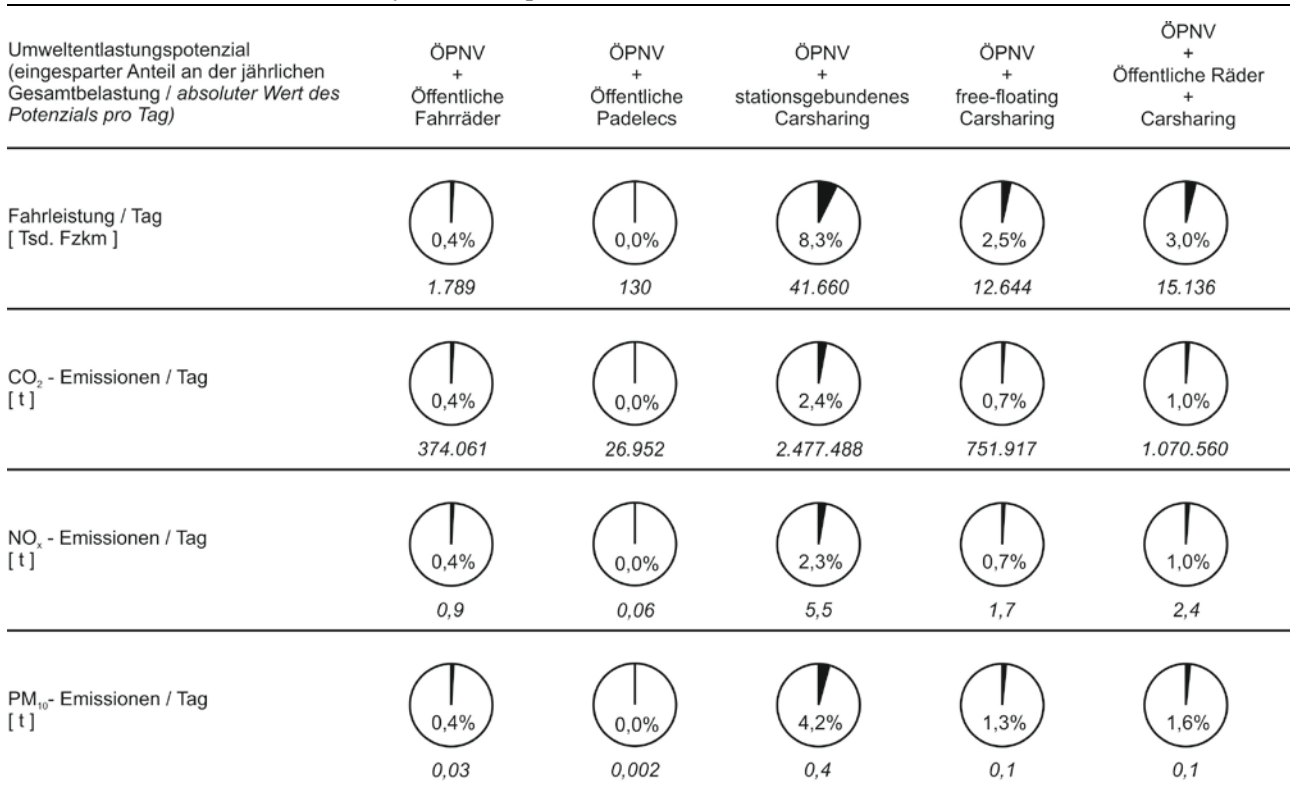 Umweltentlastungspotenzial
(eingesparter Anteil an der jährlichen
Gesamtbelastung / absoluter Wert des
Potenzials pro Tag)
ÖPNV
+
Öffentliche
Fahrräder
ÖPNV
+
Öffentliche
Padelecs
ÖPNV
+
stationsgebundenes
Carsharing
ÖPNV
+
free-floating
Carsharing
ÖPNV
+
Öffentliche Räder
+
Carsharing
Fahrleistung / Tag
[ Tsd. Fzkm ]
0,4%
0,0%
8,3%
2,5%
3,0%
1.789
130
41.660
12.644
15.136
CO₂ - Emissionen / Tag
[ t ]
0,4%
0,0%
2,4%
0,7%
1,0%
374.061
26.952
2.477.488
751.917
1.070.560
NOₓ - Emissionen / Tag
[ t ]
0,4%
0,0%
2,3%
0,7%
1,0%
0,9
0,06
5,5
1,7
2,4
PM₁₀- Emissionen / Tag
[ t ]
0,4%
0,0%
4,2%
1,3%
1,6%
0,03
0,002
0,4
0,1
0,1